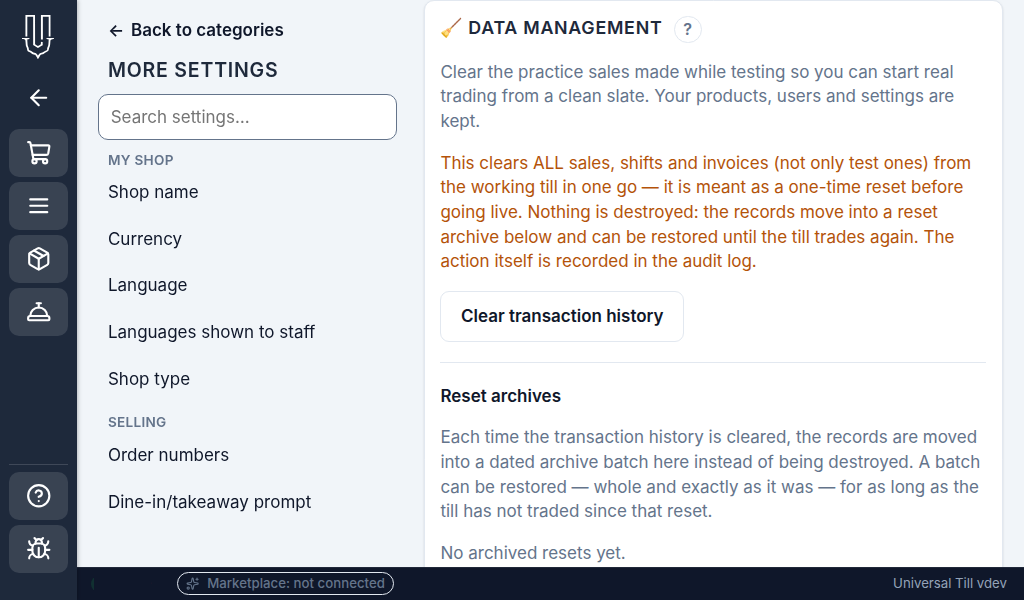 Back to categories
MORE SETTINGS
Search settings...
MY SHOP
Shop name
Currency
Language
Languages shown to staff
Shop type
SELLING
Order numbers
Dine-in/takeaway prompt
DATA MANAGEMENT ?
Clear the practice sales made while testing so you can start real
trading from a clean slate. Your products, users and settings are
kept.
This clears ALL sales, shifts and invoices (not only test ones) from
the working till in one go — it is meant as a one-time reset before
going live. Nothing is destroyed: the records move into a reset
archive below and can be restored until the till trades again. The
action itself is recorded in the audit log.
Clear transaction history
Reset archives
Each time the transaction history is cleared, the records are moved
into a dated archive batch here instead of being destroyed. A batch
can be restored — whole and exactly as it was — for as long as the
till has not traded since that reset.
No archived resets yet.
Marketplace: not connected
Universal Till vdev